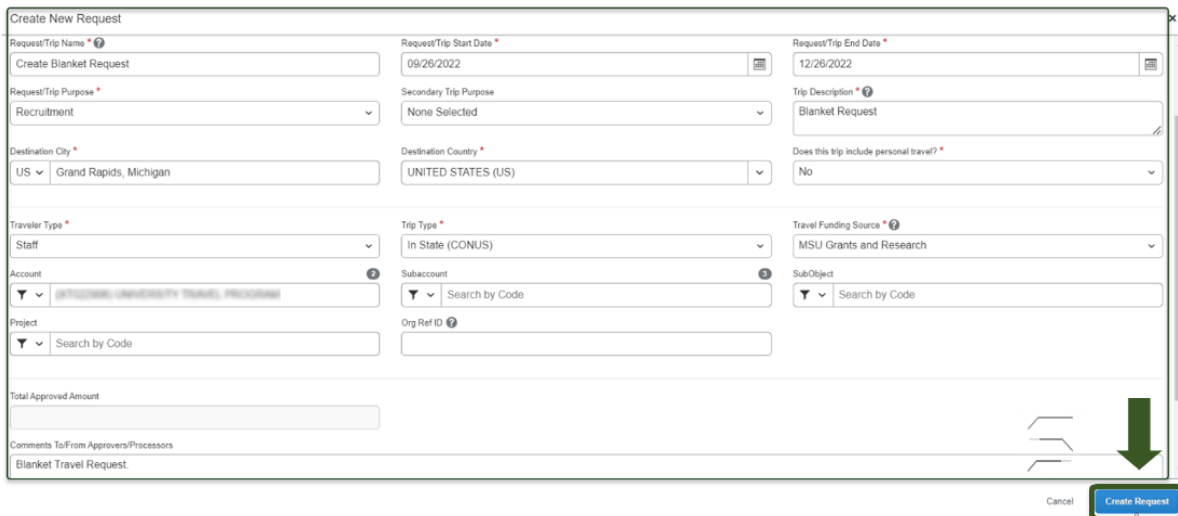 Create New Request
×
Request/Trip Name *
Request/Trip Start Date *
Request/Trip End Date *
Create Blanket Request
09/26/2022
12/26/2022
Request/Trip Purpose *
Secondary Trip Purpose
Trip Description *
Recruitment
None Selected
Blanket Request
Destination City *
Destination Country *
Does this trip include personal travel? *
US Grand Rapids, Michigan
UNITED STATES (US)
No
Traveler Type *
Trip Type *
Travel Funding Source *
Staff
In State (CONUS)
MSU Grants and Research
Account 2
Subaccount 3
SubObject
UNIVERSITY TRAVEL PROGRAM
Search by Code
Search by Code
Project
Org Ref ID
Search by Code
Total Approved Amount
Comments To/From Approvers/Processors
Blanket Travel Request.
Cancel
Create Request